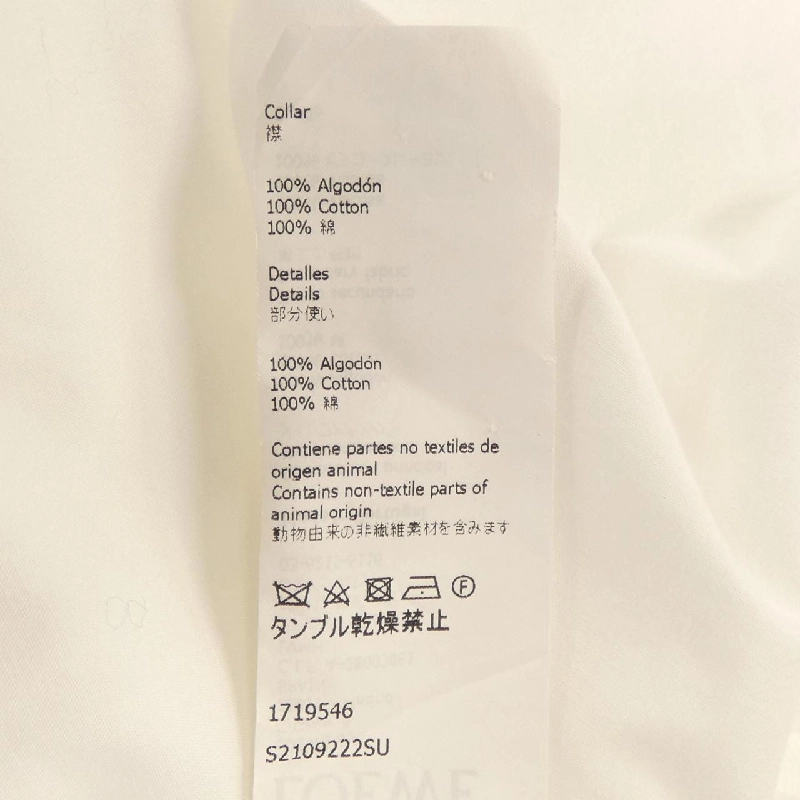 Collar
襟
100% Algodón
100% Cotton
100% 綿
Detalles
Details
部分使い
100% Algodón
100% Cotton
100% 綿
Contiene partes no textiles de
origen animal
Contains non-textile parts of
animal origin
動物由来の非繊維素材を含みます
F
タンブル乾燥禁止
1719546
S2109222SU
LOEWE